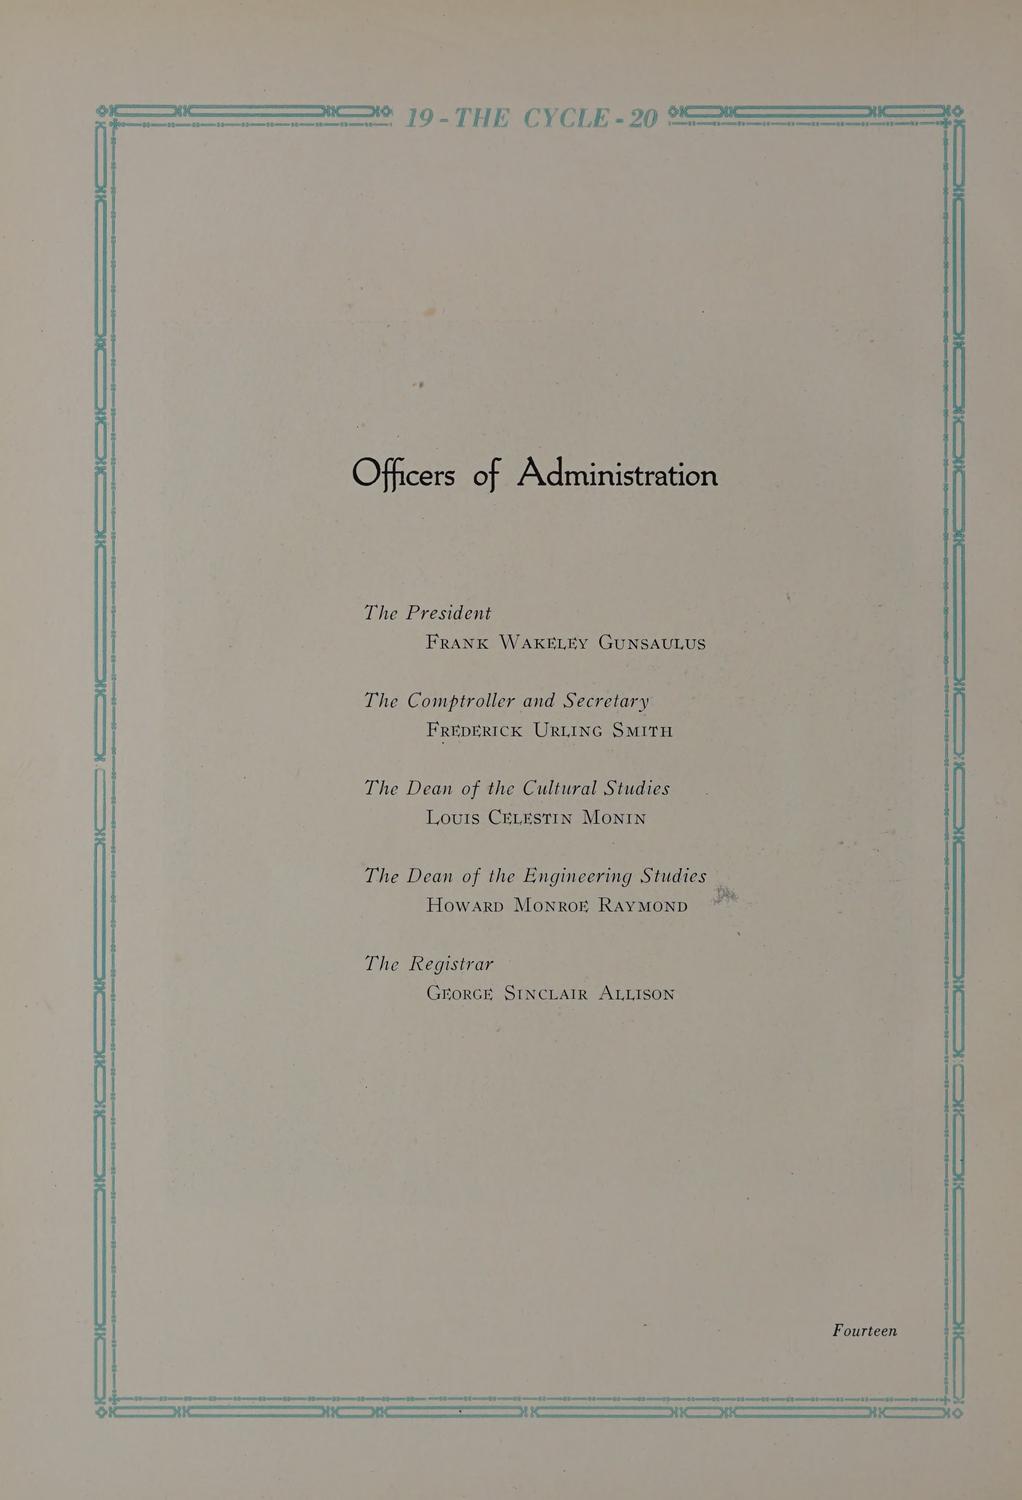 19-THE CYCLE-20
Officers of Administration
The President
FRANK WAKELEY GUNSAULUS
The Comptroller and Secretary
FREDERICK URLING SMITH
The Dean of the Cultural Studies
LOUIS CELESTIN MONIN
The Dean of the Engineering Studies
HOWARD MONROE RAYMOND
The Registrar
GEORGE SINCLAIR ALLISON
Fourteen